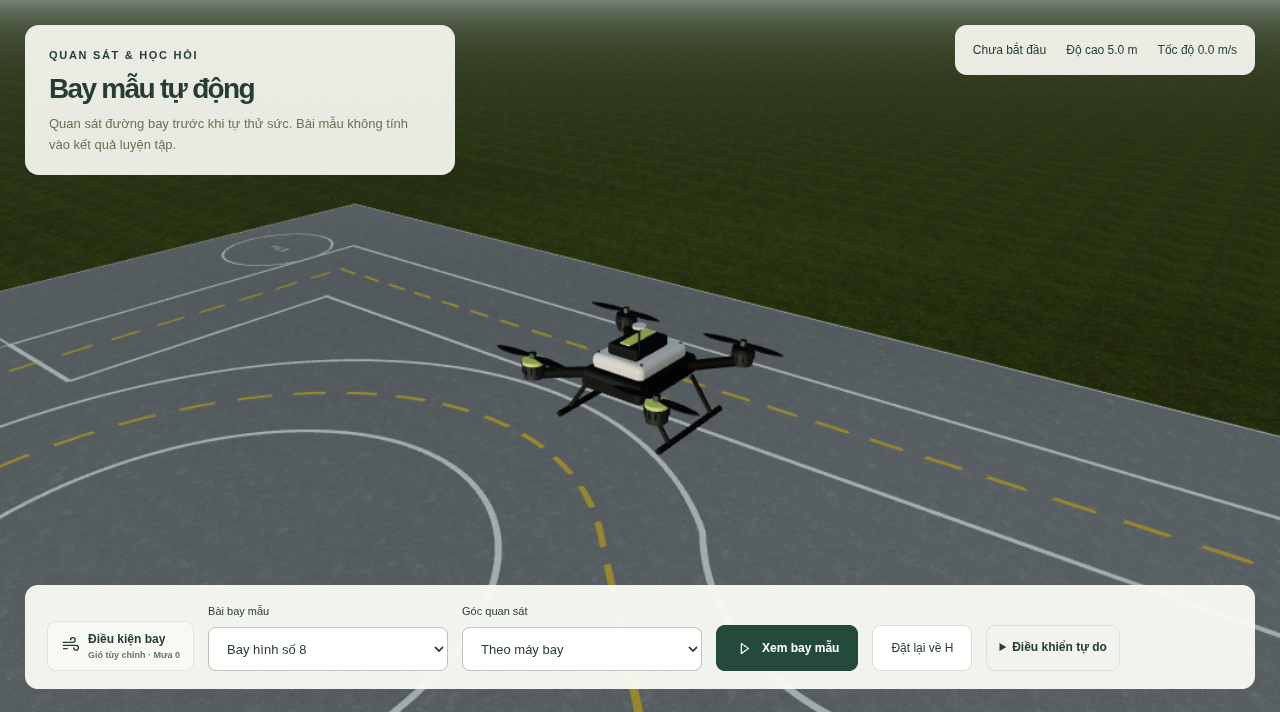 QUAN SÁT & HỌC HỎI
Bay mẫu tự động
Quan sát đường bay trước khi tự thử sức. Bài mẫu không tính
vào kết quả luyện tập.
Chưa bắt đầu Độ cao 5.0 m Tốc độ 0.0 m/s
Điều kiện bay
Gió tùy chỉnh · Mưa 0
Bài bay mẫu
Bay hình số 8
Góc quan sát
Theo máy bay
Xem bay mẫu
Đặt lại về H
Điều khiển tự do